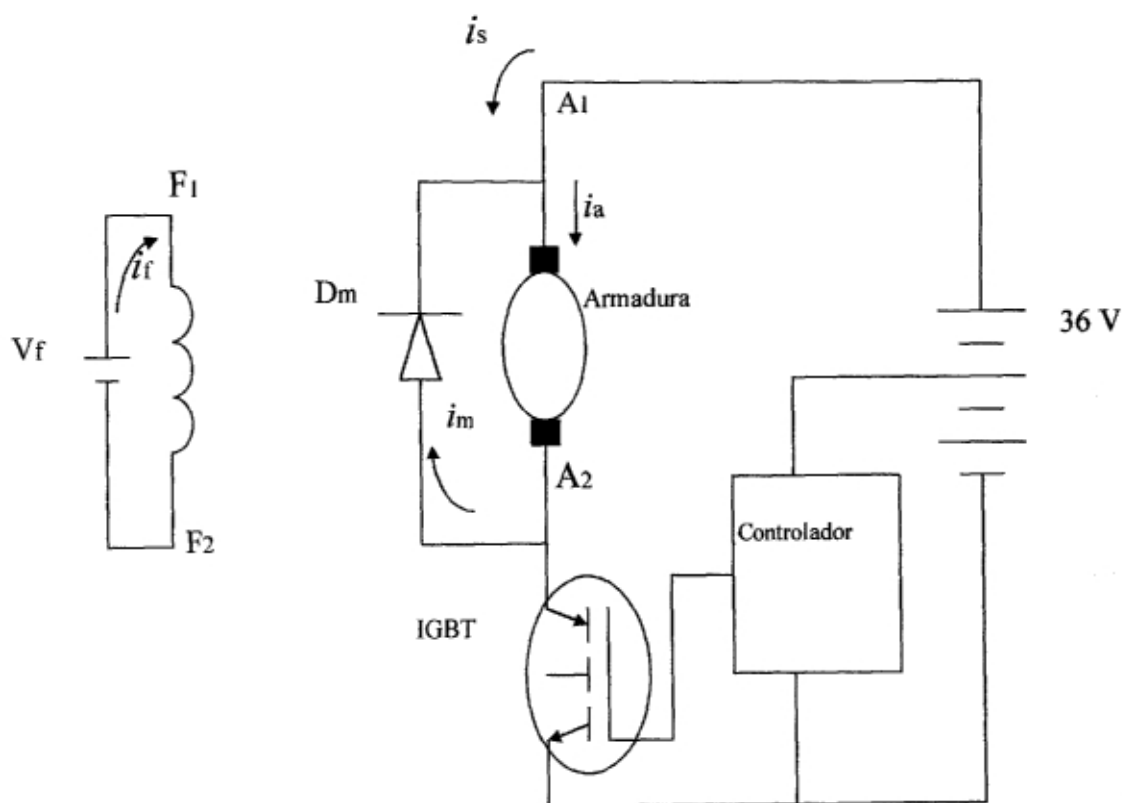 is
A1
F1
ia
if
Dm
Armadura
36 V
Vf
im
A2
Controlador
F2
IGBT